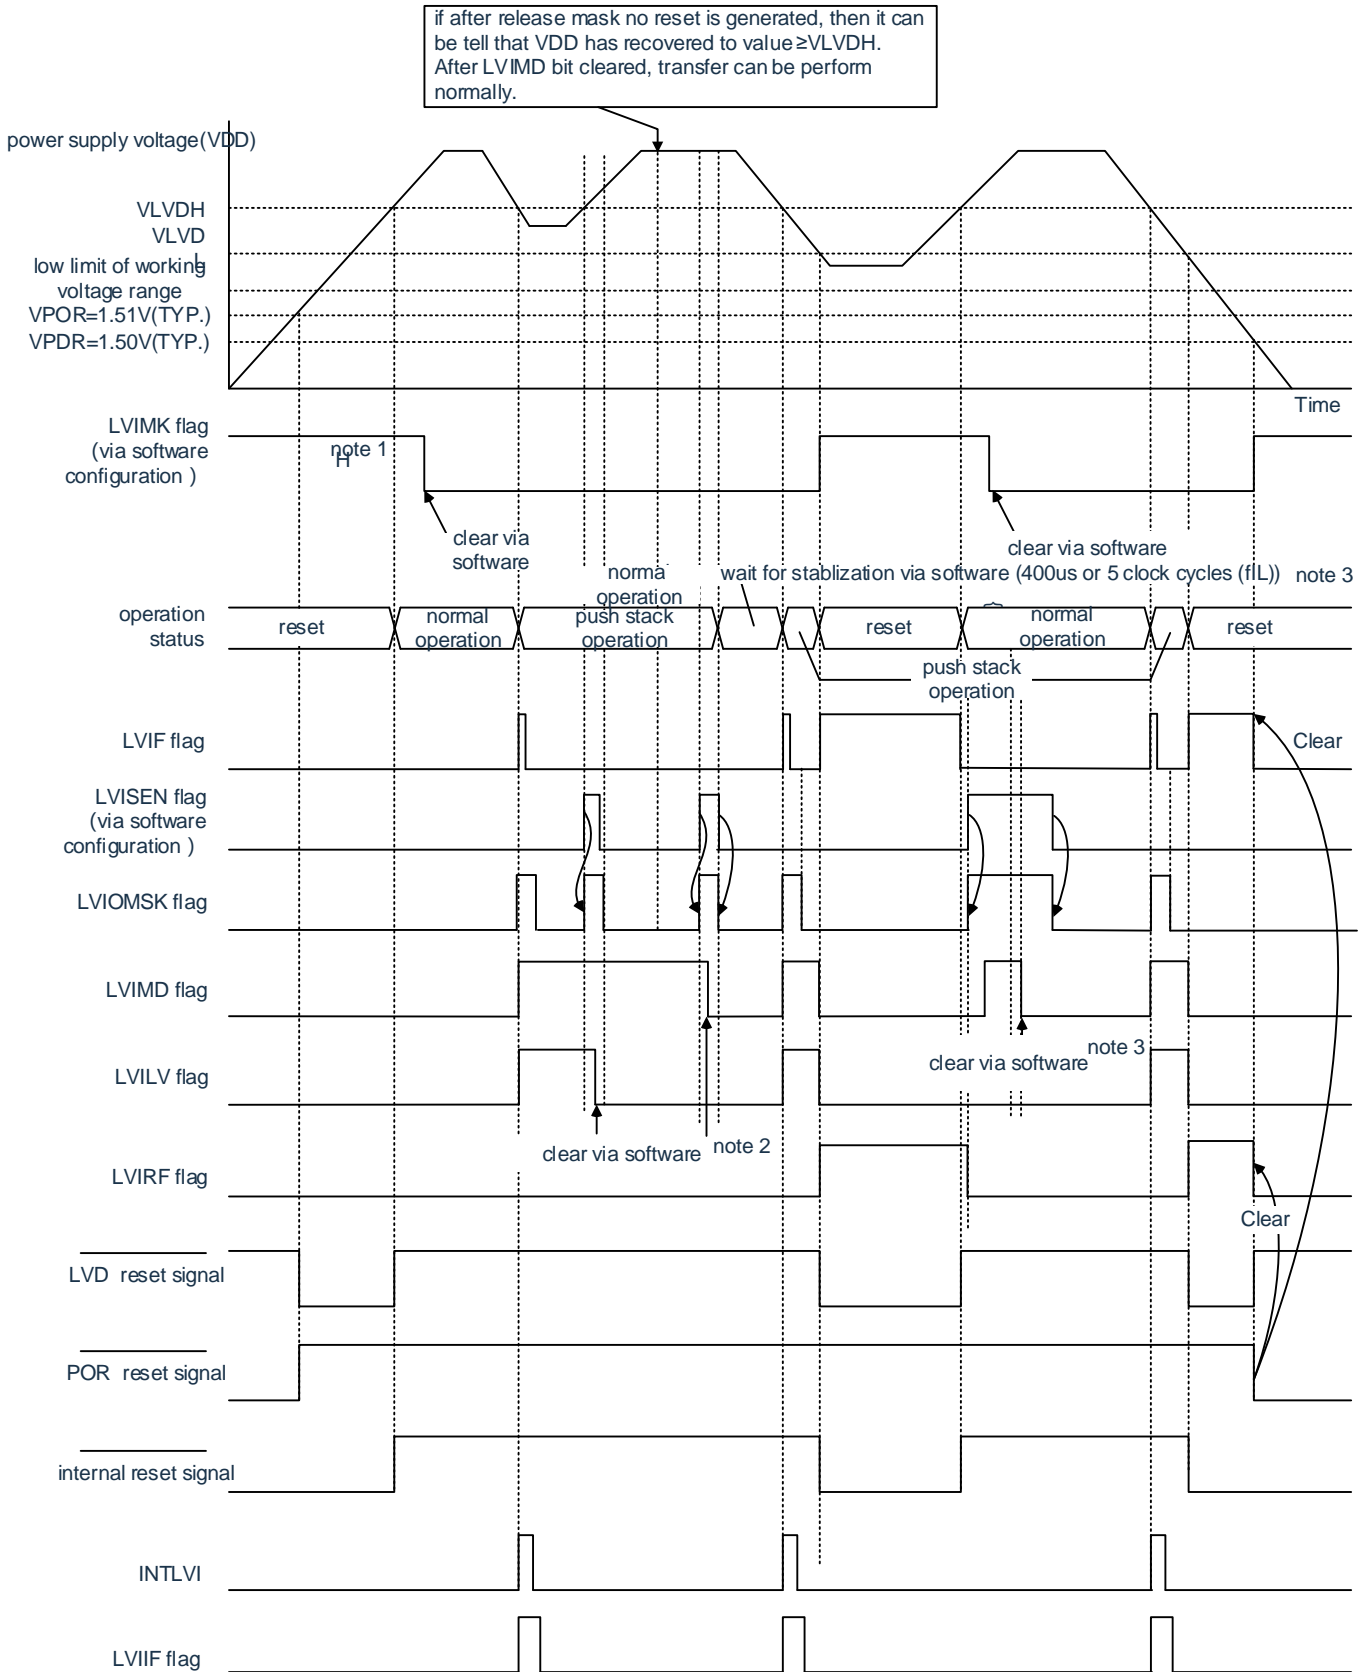 if after release mask no reset is generated, then it can
be tell that VDD has recovered to value ≥VLVDH.
After LVIMD bit cleared, transfer can be perform
normally.
power supply voltage(VDD)
VLVDH
VLVD
L
low limit of working
voltage range
VPOR=1.51V(TYP.)
VPDR=1.50V(TYP.)
Time
LVIMK flag
(via software
configuration )
note 1
H
clear via
software
clear via software
norma
operation
wait for stablization via software (400us or 5 clock cycles (fIL))
note 3
operation
status
reset
normal
operation
push stack
operation
reset
normal
operation
reset
push stack
operation
LVIF flag
Clear
LVISEN flag
(via software
configuration )
LVIOMSK flag
LVIMD flag
clear via software
note 3
LVILV flag
clear via software
note 2
LVIRF flag
Clear
LVD reset signal
POR reset signal
internal reset signal
INTLVI
LVIIF flag